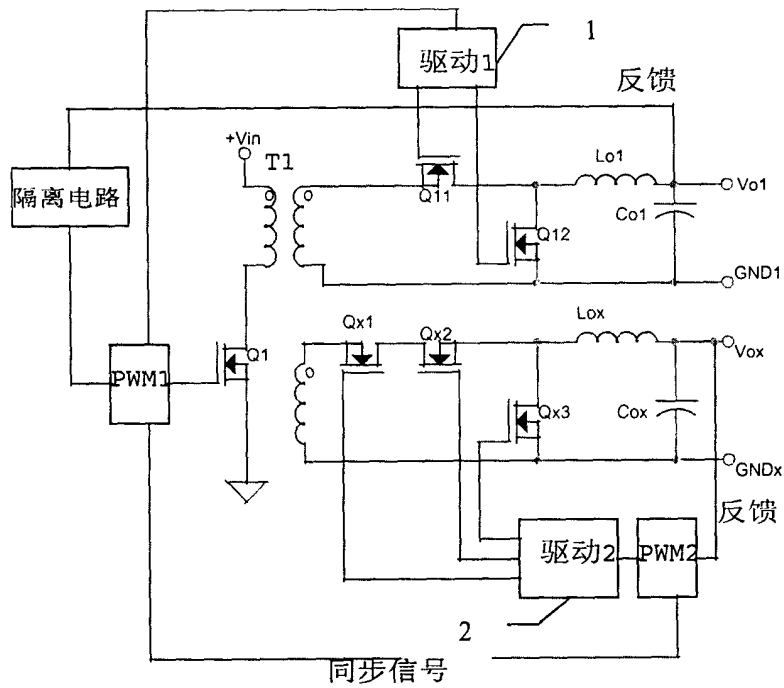 1
驱动1
反馈
+Vin
T1
隔离电路
Q11
Lo1
Vo1
Co1
Q12
GND1
Lox
Qx1
Qx2
Vox
Q1
PWM1
Qx3
Cox
GNDx
反馈
驱动2
PWM2
2
同步信号